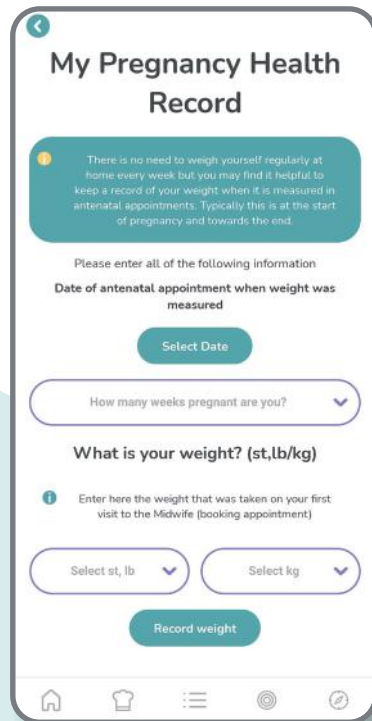 My Pregnancy Health
Record
There is no need to weigh yourself regularly at
home every week but you may find it helpful to
keep a record of your weight when it is measured in
antenatal appointments. Typically this is at the start
of pregnancy and towards the end.
Please enter all of the following information
Date of antenatal appointment when weight was
measured
Select Date
How many weeks pregnant are you?
What is your weight? (st,lb/kg)
Enter here the weight that was taken on your first
visit to the Midwife (booking appointment)
Select st, lb
Select kg
Record weight